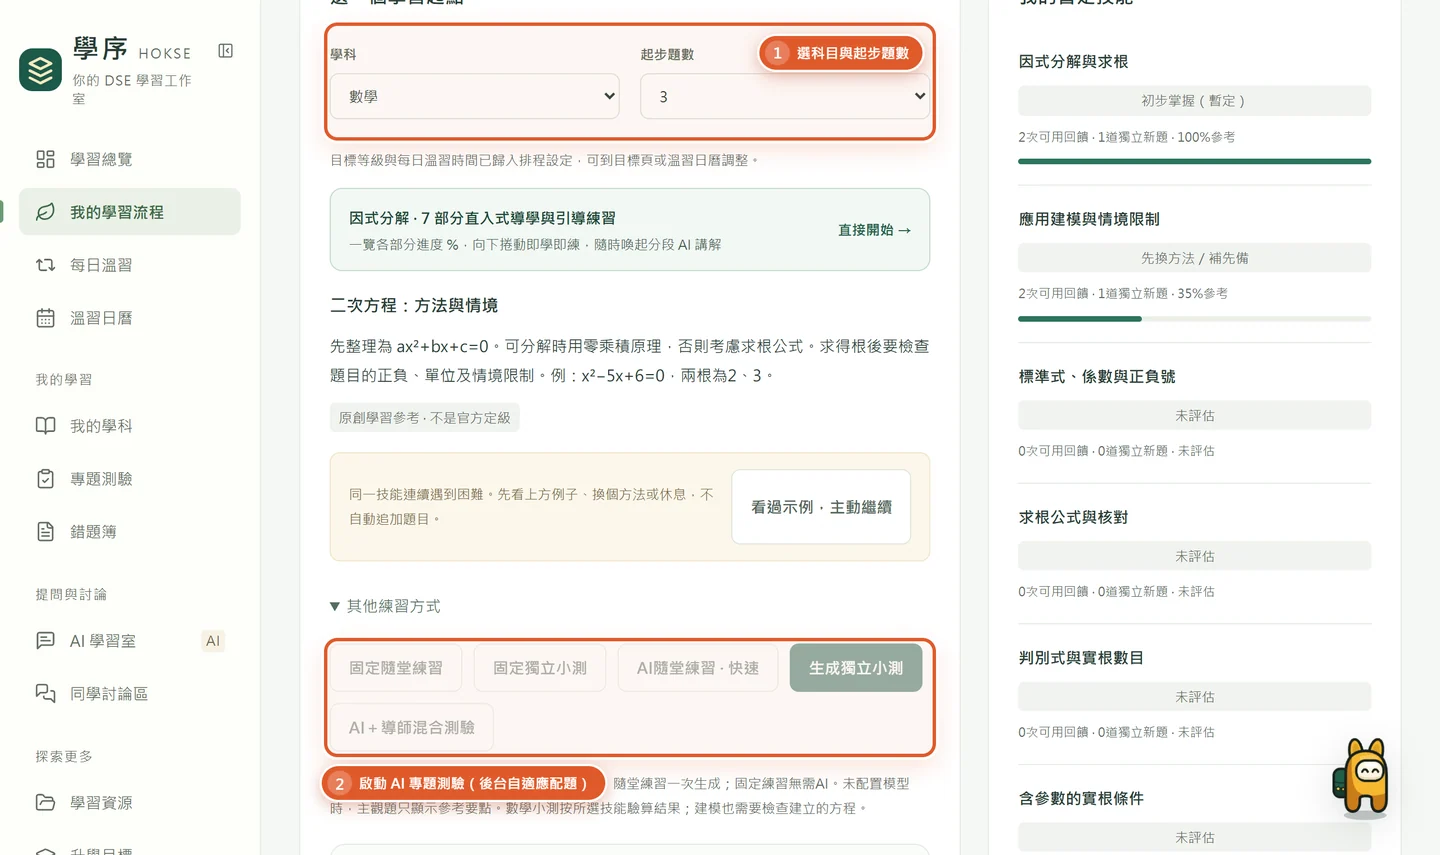 學序 HOKSE
你的 DSE 學習工作
室
學習總覽
我的學習流程
每日溫習
溫習日曆
我的學習
我的學科
專題測驗
錯題簿
提問與討論
AI 學習室 AI
同學討論區
探索更多
學習資源
升學目標
學科
起步題數
1 選科目與起步題數
數學
3
目標等級與每日溫習時間已歸入排程設定，可到目標頁或溫習日曆調整。
因式分解 · 7 部分直入式導學與引導練習
一覽各部分進度 %，向下捲動即學即練，隨時喚起分段 AI 講解
直接開始 →
二次方程：方法與情境
先整理為 ax²+bx+c=0。可分解時用零乘積原理，否則考慮求根公式。求得根後要檢查
題目的正負、單位及情境限制。例：x²−5x+6=0，兩根為2、3。
原創學習參考 · 不是官方定級
同一技能連續遇到困難。先看上方例子、換個方法或休息，不
自動追加題目。
看過示例，主動繼續
▼ 其他練習方式
固定隨堂練習
固定獨立小測
AI隨堂練習 · 快速
生成獨立小測
AI + 導師混合測驗
2 啟動 AI 專題測驗（後台自適應配題）
隨堂練習一次生成；固定練習無需AI。未配置模型
時，主觀題只顯示參考要點。數學小測按所選技能驗算結果；建模也需要檢查建立的方程。
因式分解與求根
初步掌握（暫定）
2次可用回饋 · 1道獨立新題 · 100%參考
應用建模與情境限制
先換方法 / 補先備
2次可用回饋 · 1道獨立新題 · 35%參考
標準式、係數與正負號
未評估
0次可用回饋 · 0道獨立新題 · 未評估
求根公式與核對
未評估
0次可用回饋 · 0道獨立新題 · 未評估
判別式與實根數目
未評估
0次可用回饋 · 0道獨立新題 · 未評估
含參數的實根條件
未評估